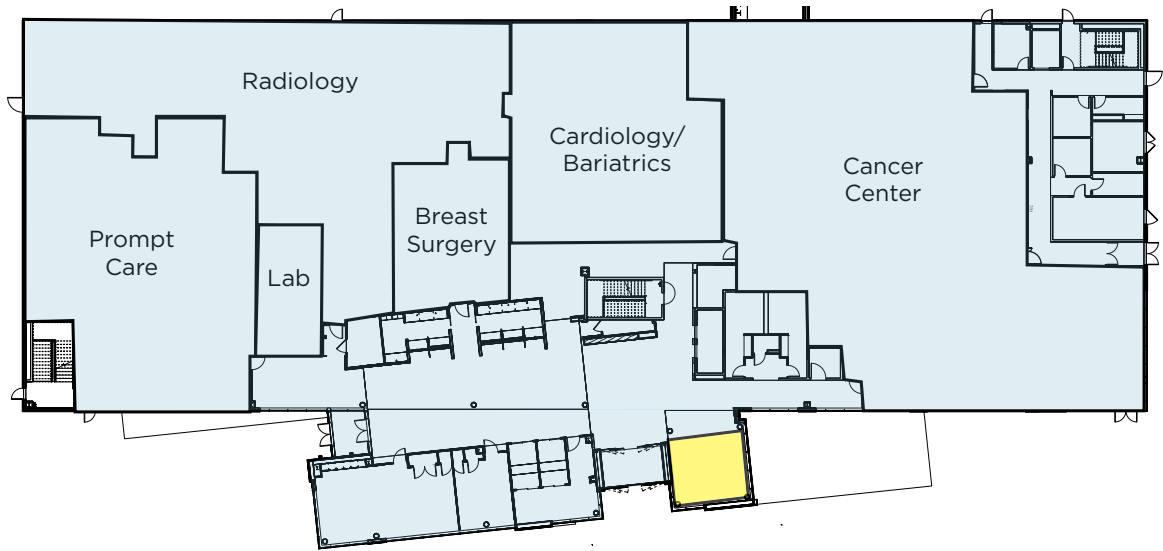 Radiology
Cardiology/
Bariatrics
Cancer
Center
Breast
Surgery
Prompt
Care
Lab